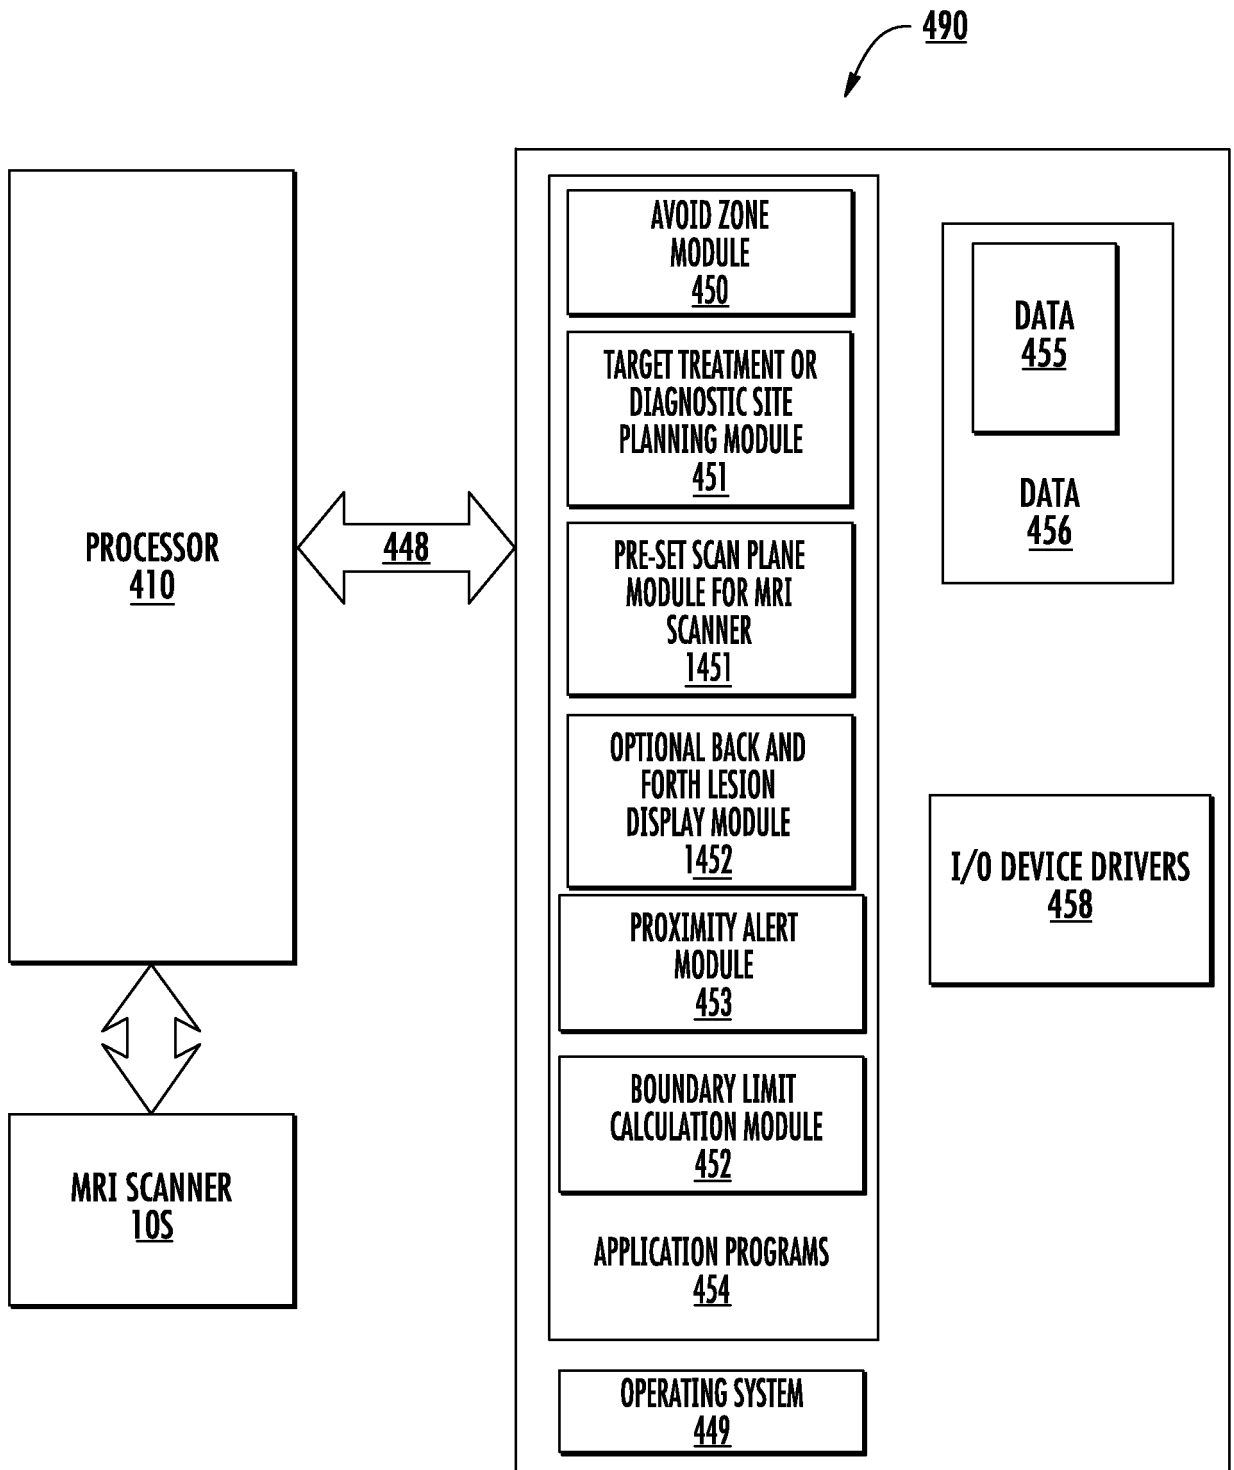 490
PROCESSOR
410
448
MRI SCANNER
10S
AVOID ZONE
MODULE
450
TARGET TREATMENT OR
DIAGNOSTIC SITE
PLANNING MODULE
451
PRE-SET SCAN PLANE
MODULE FOR MRI
SCANNER
1451
OPTIONAL BACK AND
FORTH LESION
DISPLAY MODULE
1452
PROXIMITY ALERT
MODULE
453
BOUNDARY LIMIT
CALCULATION MODULE
452
APPLICATION PROGRAMS
454
OPERATING SYSTEM
449
DATA
455
DATA
456
I/O DEVICE DRIVERS
458